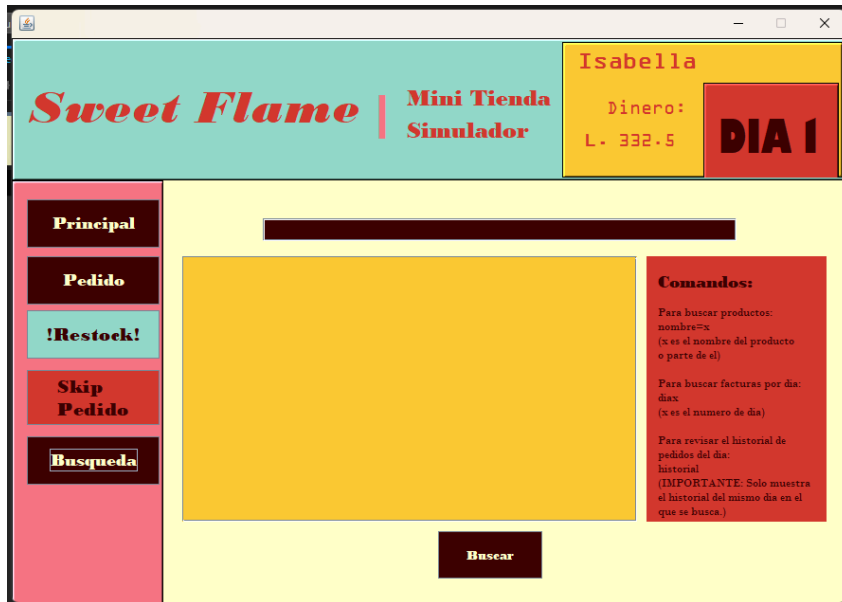 Sweet Flame
Mini Tienda
Simulador
Isabella
Dinero:
L. 332.5
DIA 1
Principal
Pedido
!Restock!
Skip
Pedido
Busqueda
Comandos:
Para buscar productos:
nombre=x
(x es el nombre del producto
o parte de el)
Para buscar facturas por dia:
diax
(x es el numero de dia)
Para revisar el historial de
pedidos del dia:
historial
(IMPORTANTE: Solo muestra
el historial del mismo dia en el
que se busca.)
Buscar